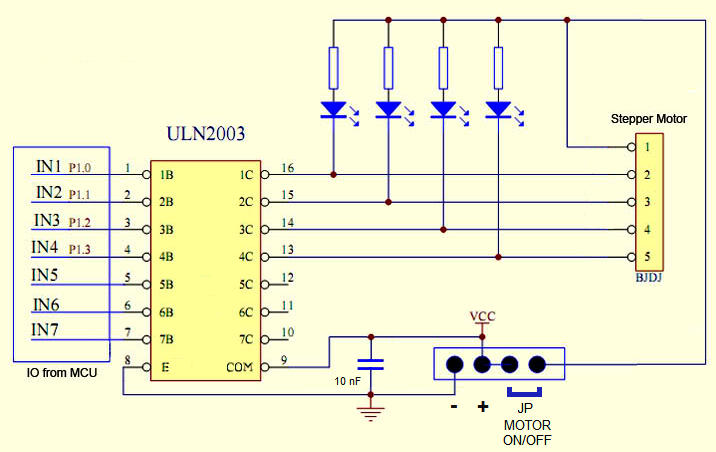 Stepper Motor
ULN2003
IN1 P1.0 1 1B 1C 16 1
IN2 P1.1 2 2B 2C 15 2
IN3 P1.2 3 3B 3C 14 3
IN4 P1.3 4 4B 4C 13 4
IN5 5 5B 5C 12 5
IN6 6 6B 6C 11 BJDJ
IN7 7 7B 7C 10 VCC
8 E COM 9
IO from MCU
10 nF
- + JP
MOTOR
ON/OFF